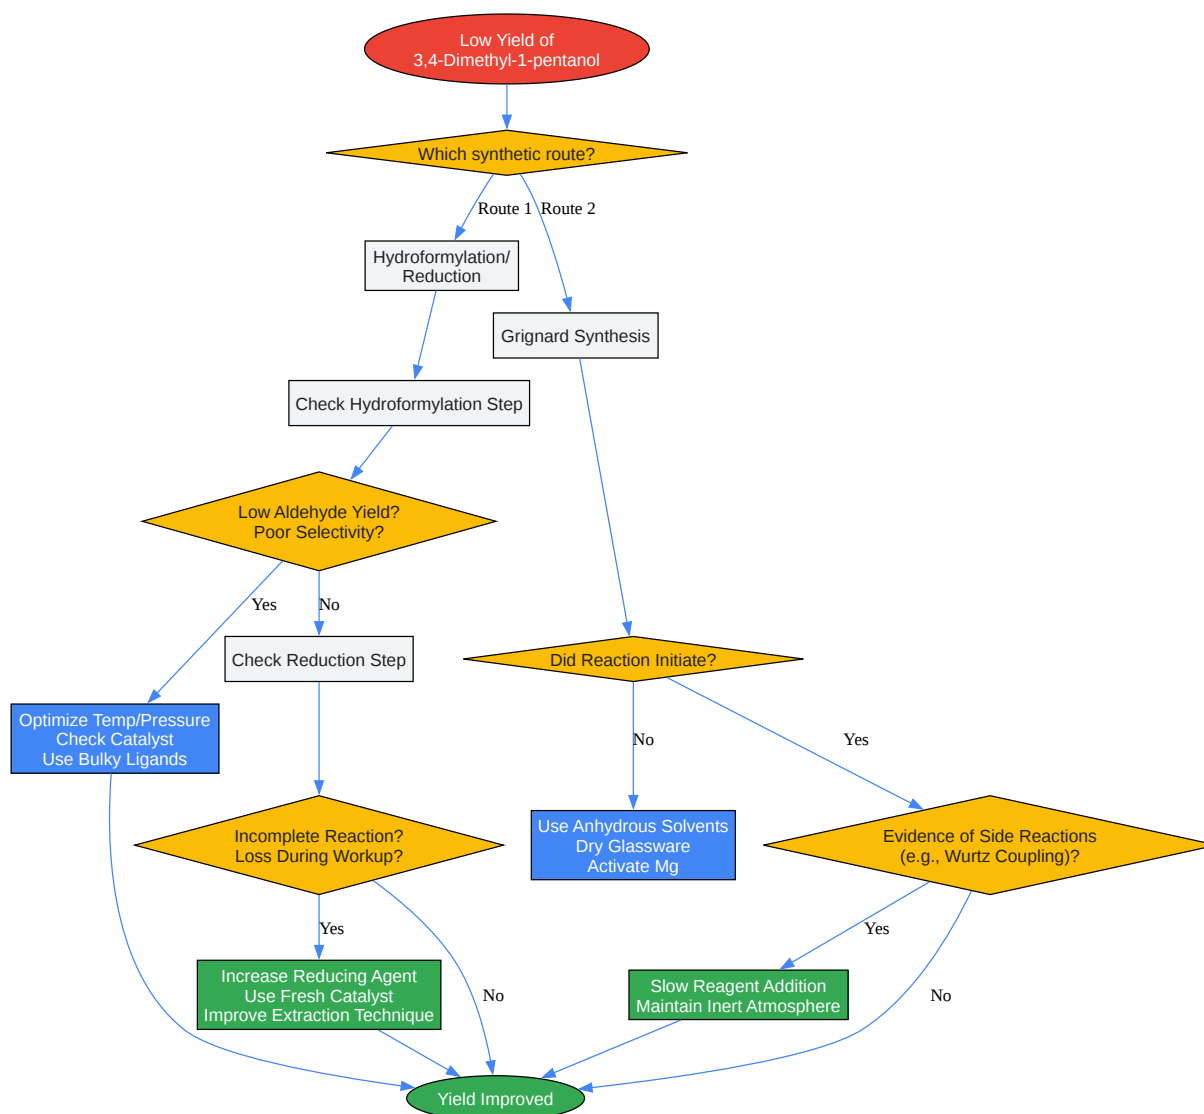 Low Yield of
3,4-Dimethyl-1-pentanol
Which synthetic route?
Route 1
Route 2
Hydroformylation/
Reduction
Grignard Synthesis
Check Hydroformylation Step
Low Aldehyde Yield?
Poor Selectivity?
Yes
No
Check Reduction Step
Did Reaction Initiate?
Optimize Temp/Pressure
Check Catalyst
Use Bulky Ligands
No
Yes
Incomplete Reaction?
Loss During Workup?
Use Anhydrous Solvents
Dry Glassware
Activate Mg
Evidence of Side Reactions
(e.g., Wurtz Coupling)?
Yes
No
Yes
No
Increase Reducing Agent
Use Fresh Catalyst
Improve Extraction Technique
Slow Reagent Addition
Maintain Inert Atmosphere
Yield Improved